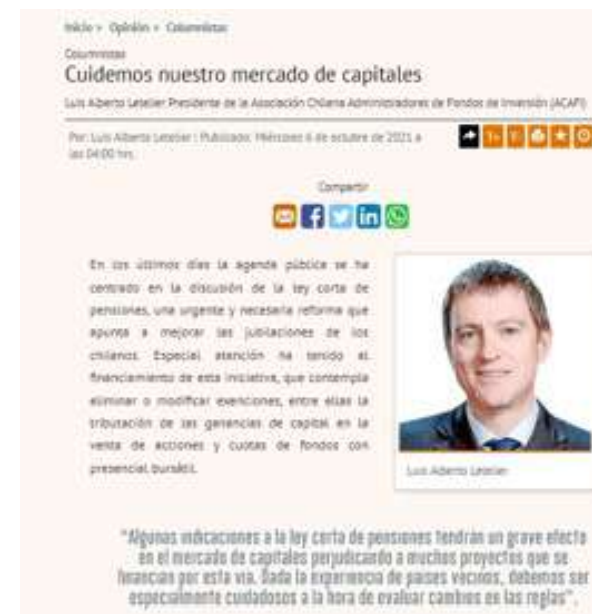 Inicio > Opinión > Columnistas
Columnistas
Cuidemos nuestro mercado de capitales
Luis Alberto Letelier Presidente de la Asociación Chilena Administradores de Fondos de Inversión (ACAFI)
Por: Luis Alberto Letelier | Publicado: Miércoles 6 de octubre de 2021 a
las 04:00 hrs.
Compartir
En los últimos días la agenda pública se ha
centrado en la discusión de la ley corta de
pensiones, una urgente y necesaria reforma que
apunta a mejorar las jubilaciones de los
chilenos. Especial atención ha tenido el
financiamiento de esta iniciativa, que contempla
eliminar o modificar exenciones, entre ellas la
tributación de las ganancias de capital en la
venta de acciones y cuotas de fondos con
presencial bursátil.
Luis Alberto Letelier
"Algunas indicaciones a la ley corta de pensiones tendrán un grave efecto
en el mercado de capitales perjudicando a muchos proyectos que se
financian por esta vía. Dada la experiencia de países vecinos, debemos ser
especialmente cuidadosos a la hora de evaluar cambios en las reglas".